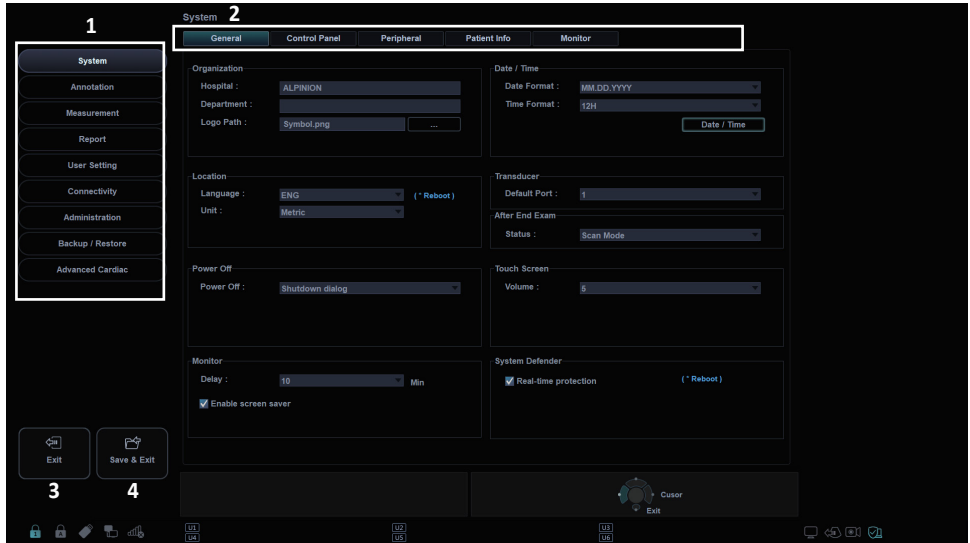 System
2
1
General Control Panel Peripheral Patient Info Monitor
System
Annotation
Measurement
Report
User Setting
Connectivity
Administration
Backup / Restore
Advanced Cardiac
Organization
Hospital : ALPINION
Department :
Logo Path : Symbol.png ...
Date / Time
Date Format : MM.DD.YYYY
Time Format : 12H
Date / Time
Location
Language : ENG ( * Reboot )
Unit : Metric
Transducer
Default Port : 1
After End Exam
Status : Scan Mode
Power Off
Power Off : Shutdown dialog
Touch Screen
Volume : 5
Monitor
Delay : 10 Min
Enable screen saver
System Defender
Real-time protection ( * Reboot )
Exit
Save & Exit
3
4
Cusor
Exit
1 A
U1 U2 U3
U4 U5 U6